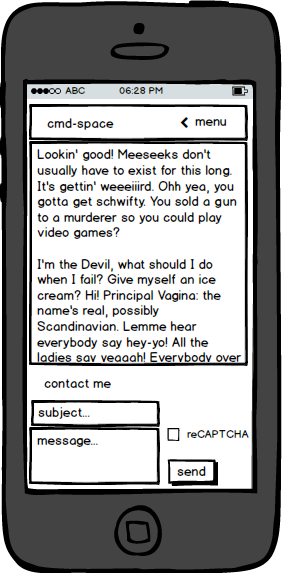 ABC 06:28 PM
cmd-space menu
Lookin' good! Meeseeks don't
usually have to exist for this long.
It's gettin' weeeiiird. Ohh yea, you
gotta get schwifty. You sold a gun
to a murderer so you could play
video games?
I'm the Devil, what should I do
when I fail? Give myself an ice
cream? Hi! Principal Vagina: the
name's real, possibly
Scandinavian. Lemme hear
everybody say hey-yo! All the
ladies say yeaaah! Everybody over
contact me
subject...
reCAPTCHA
message...
send